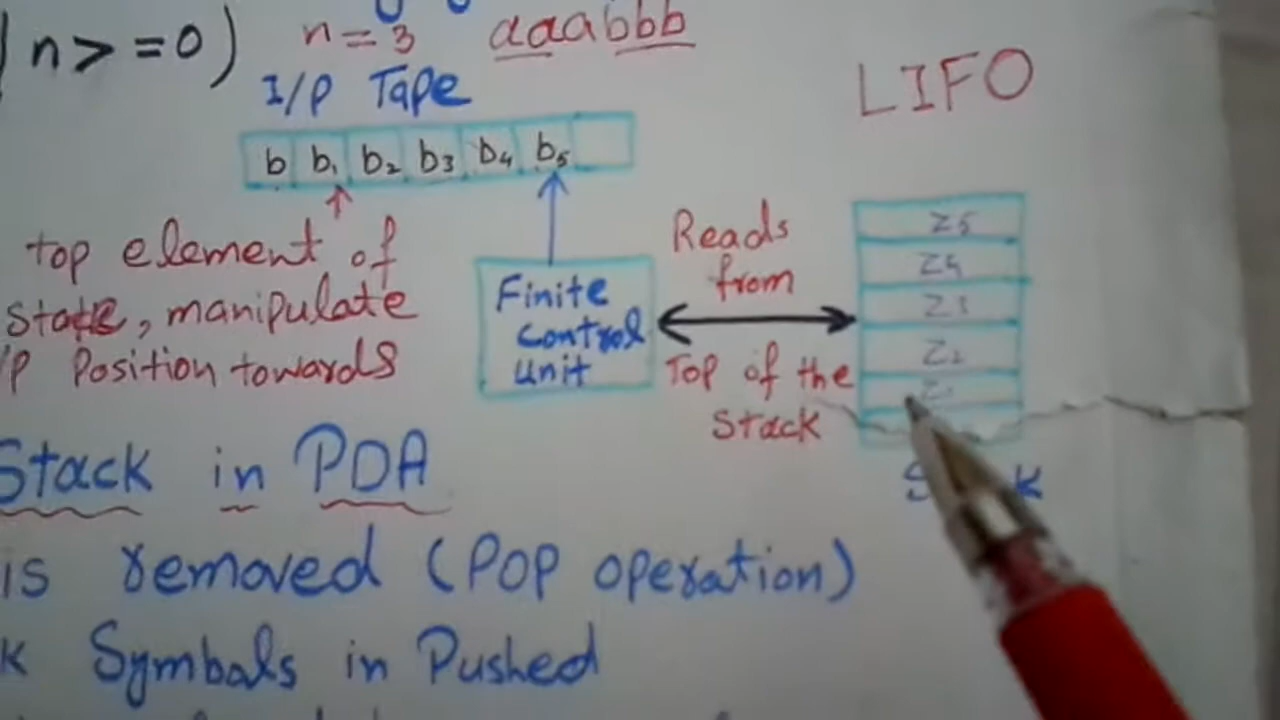 n>=0) n=3 aaabbb
I/P Tape
LIFO
b b₁ b₂ b₃ b₄ b₅
top element of
state, manipulate
/P Position towards
Finite
Control
Unit
Reads
from
Top of the
Stack
Z5
Z4
Z3
Z2
Z1
Stack in PDA
is removed (POP operation)
K Symbols in Pushed